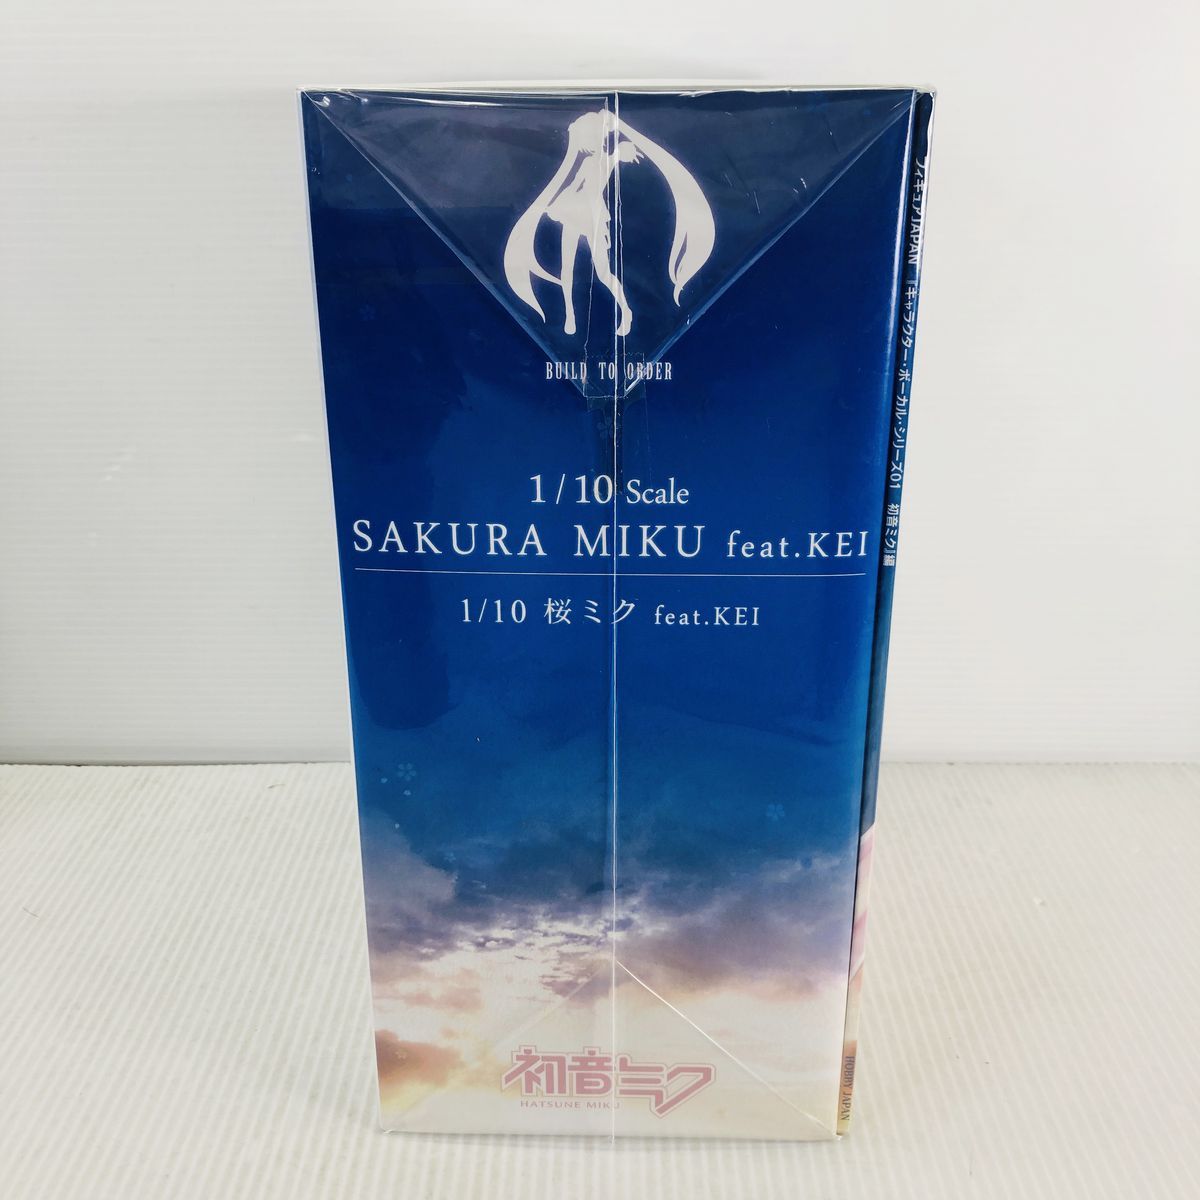 BUILD TO ORDER
1/10 Scale
SAKURA MIKU feat.KEI
1/10 桜ミク feat.KEI
初音ミク
HATSUNE MIKU
フィギュアJAPAN 『キャラクター・ボーカル・シリーズ01 初音ミク』編
HOBBY JAPAN